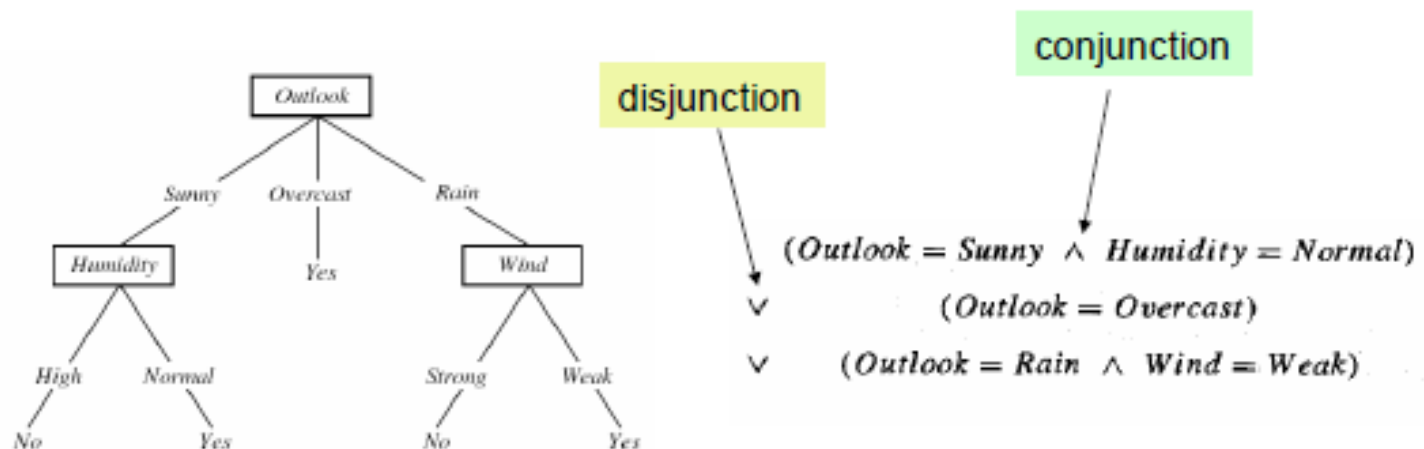 conjunction
disjunction
Outlook
Sunny Overcast Rain
Humidity Yes Wind
High Normal Strong Weak
No Yes No Yes
(Outlook = Sunny ∧ Humidity = Normal)
∨ (Outlook = Overcast)
∨ (Outlook = Rain ∧ Wind = Weak)